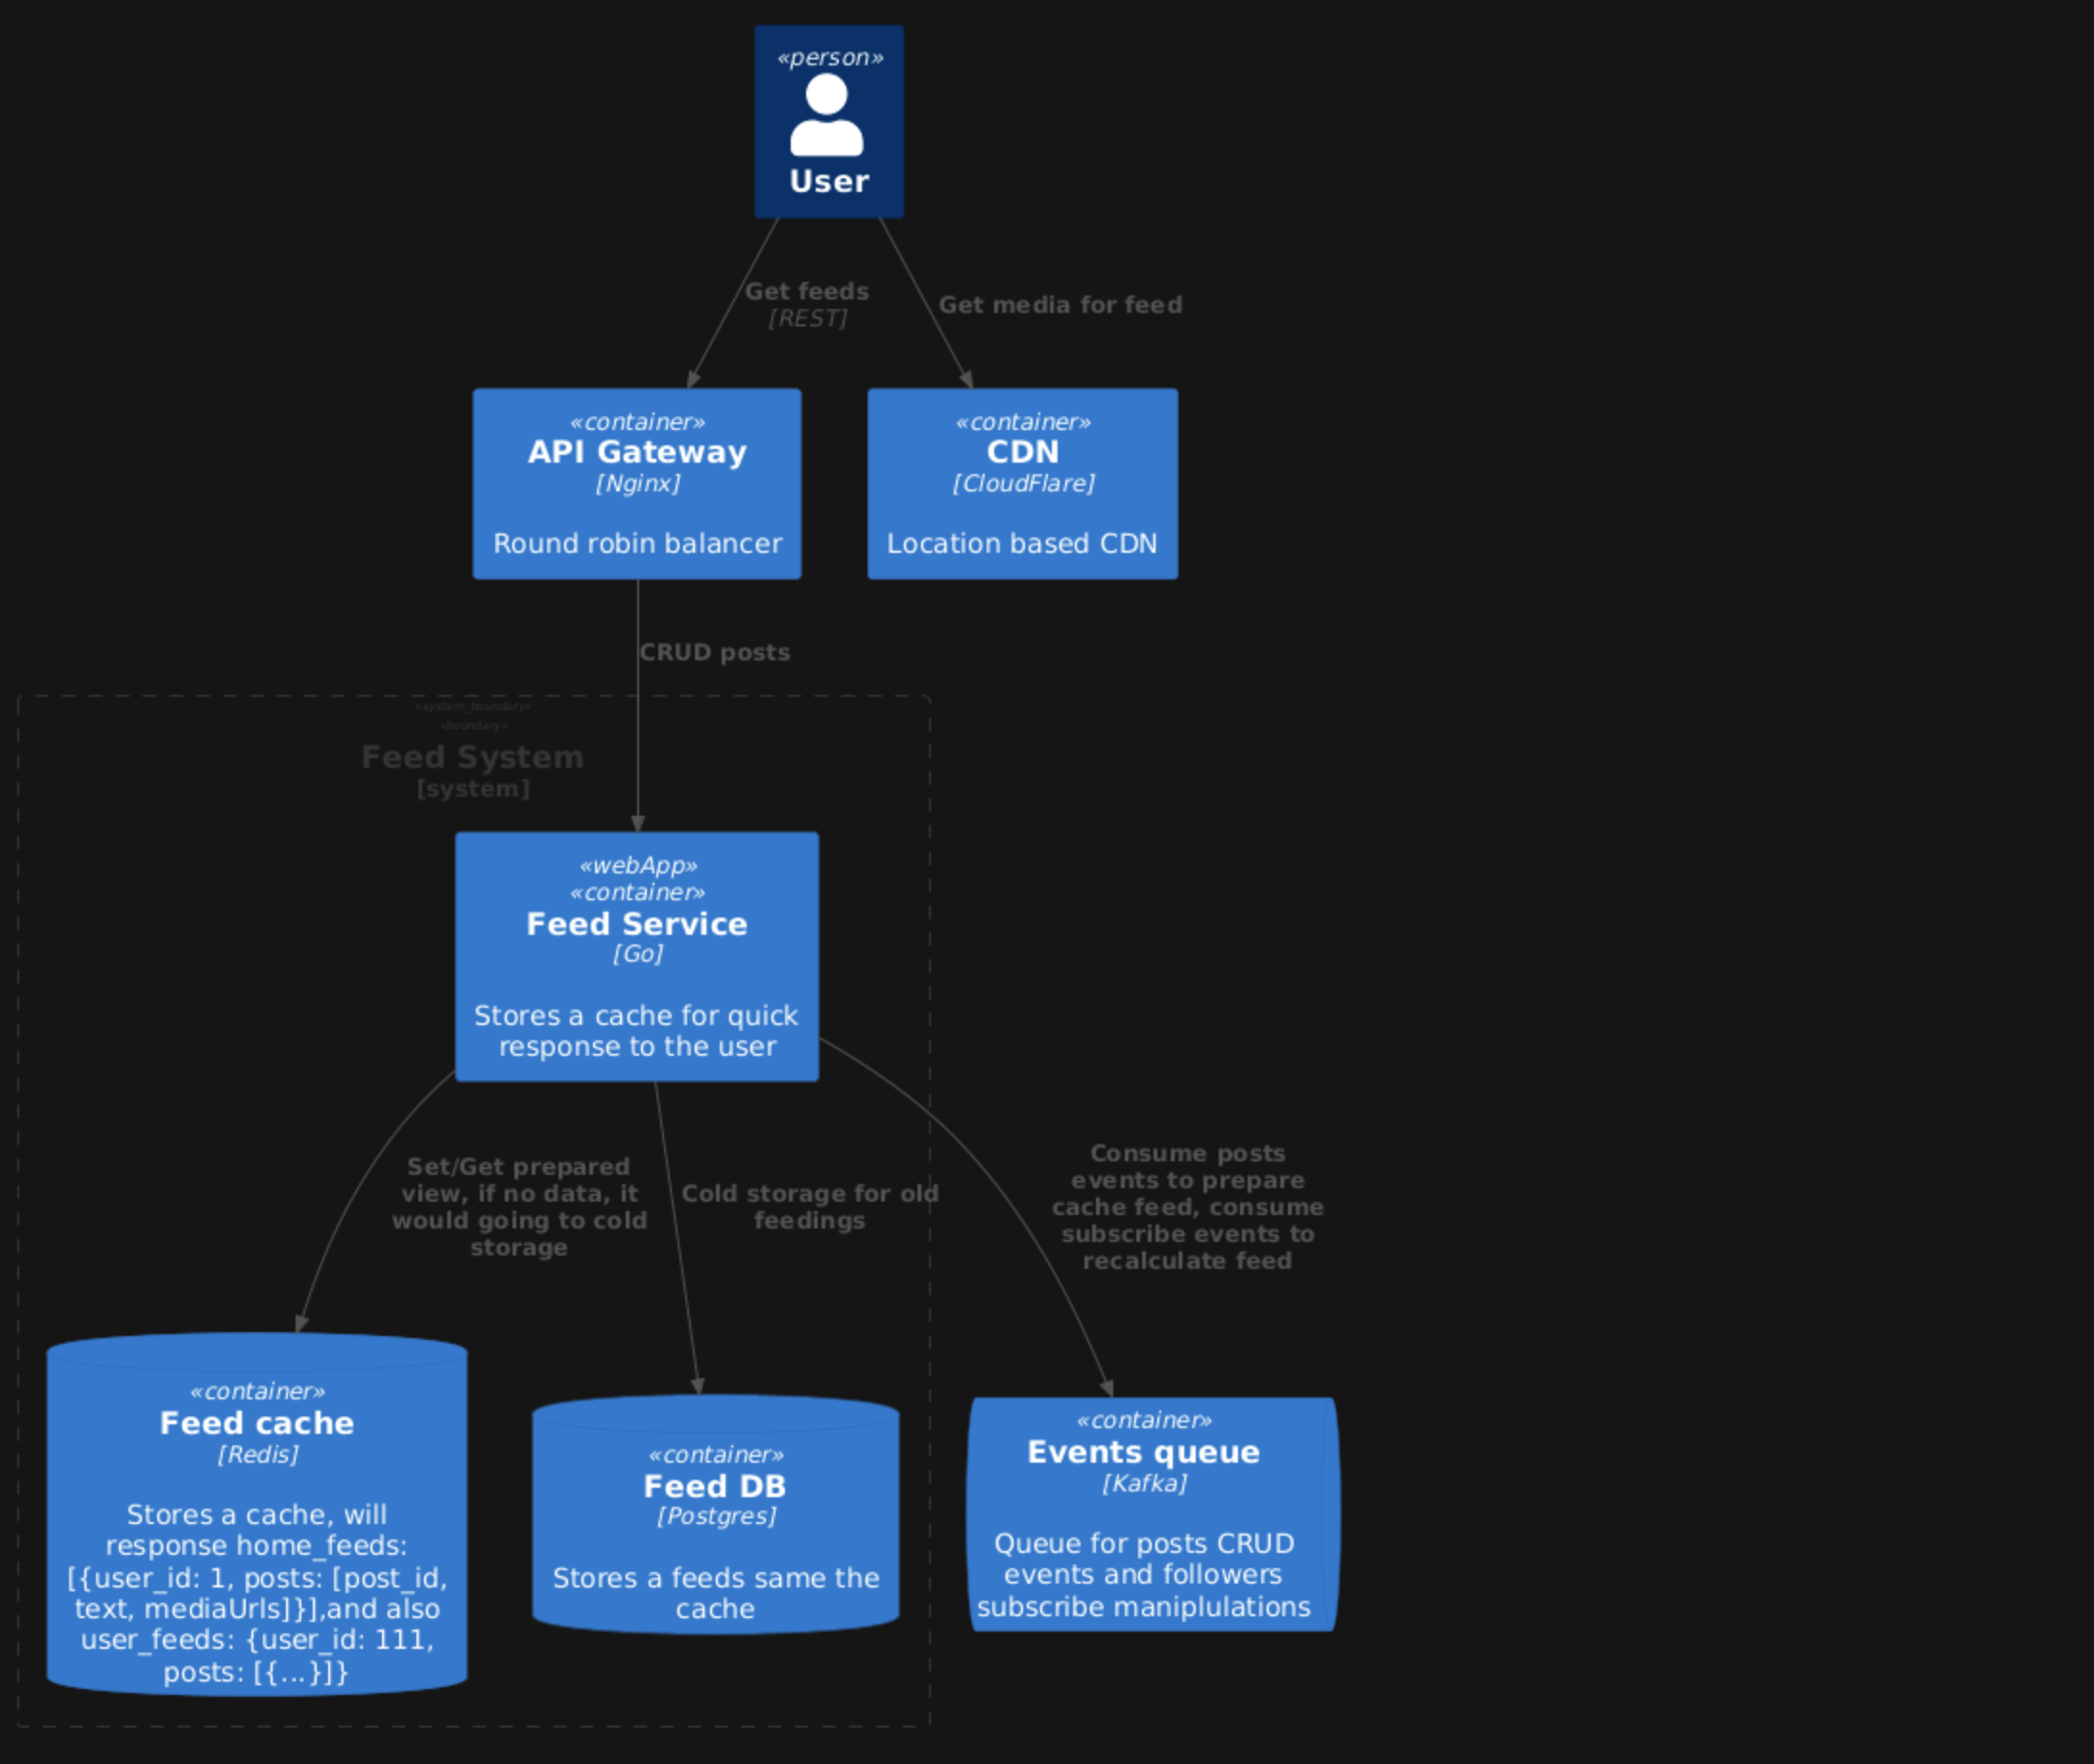 «person»
User
Get feeds
[REST]
Get media for feed
«container»
API Gateway
[Nginx]
Round robin balancer
«container»
CDN
[CloudFlare]
Location based CDN
CRUD posts
«system_boundary»
«boundary»
Feed System
[system]
«webApp»
«container»
Feed Service
[Go]
Stores a cache for quick
response to the user
Set/Get prepared
view, if no data, it
would going to cold
storage
Cold storage for old
feedings
Consume posts
events to prepare
cache feed, consume
subscribe events to
recalculate feed
«container»
Feed cache
[Redis]
Stores a cache, will
response home_feeds:
[{user_id: 1, posts: [post_id,
text, mediaUrls]}],and also
user_feeds: {user_id: 111,
posts: [{...}]}
«container»
Feed DB
[Postgres]
Stores a feeds same the
cache
«container»
Events queue
[Kafka]
Queue for posts CRUD
events and followers
subscribe maniplulations